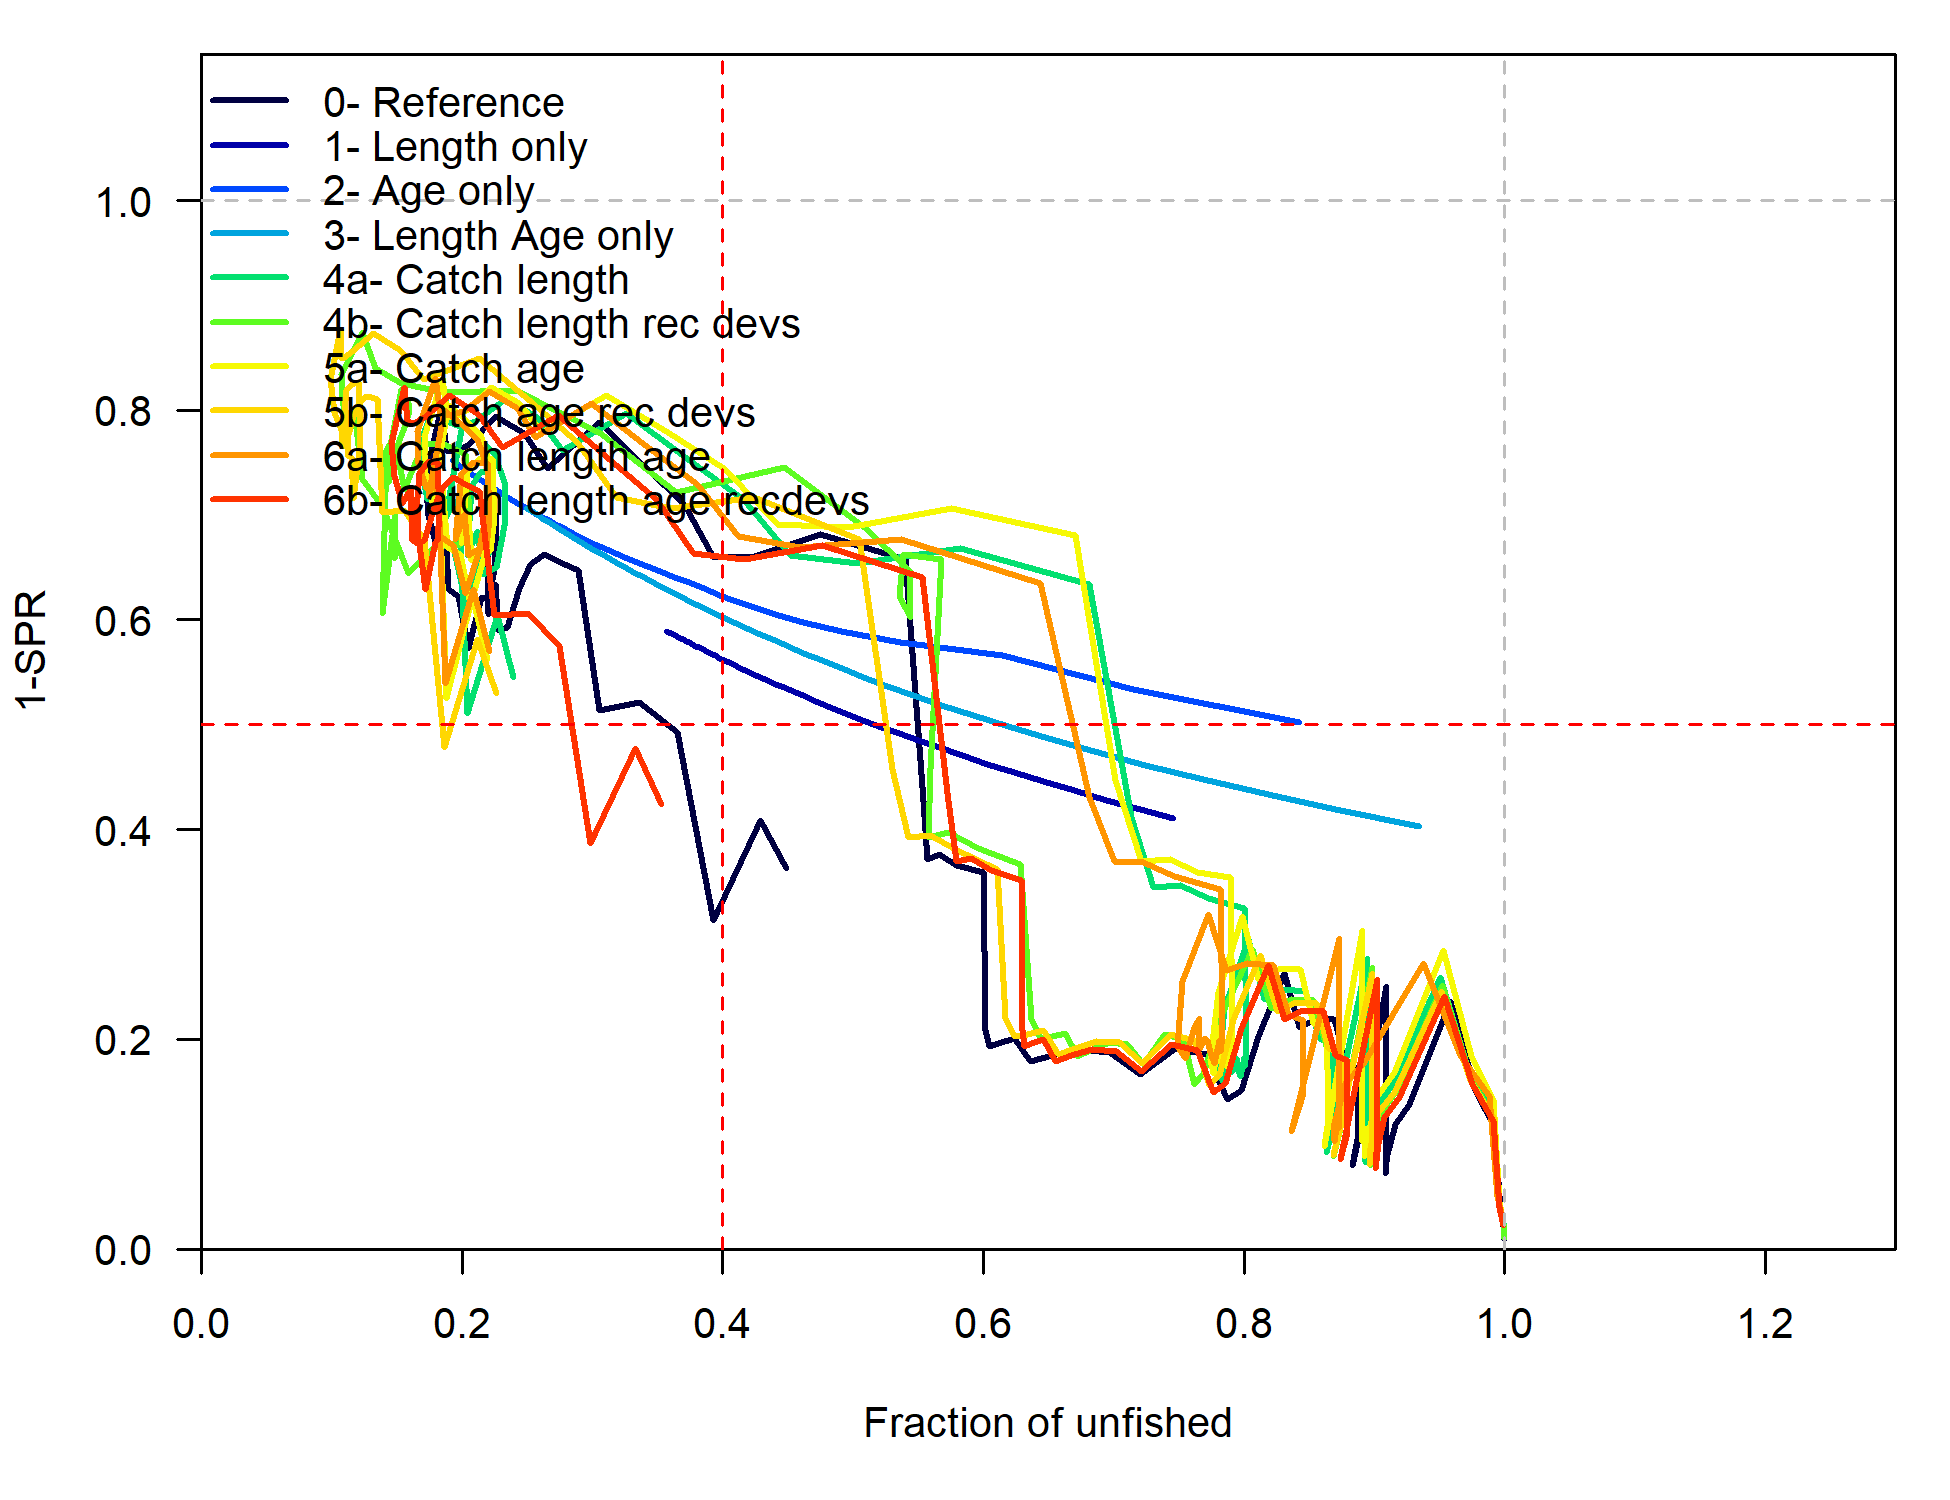 0- Reference
1- Length only
2- Age only
3- Length Age only
4a- Catch length
4b- Catch length rec devs
5a- Catch age
5b- Catch age rec devs
6a- Catch length age
6b- Catch length age recdevs
1.0
0.8
0.6
0.4
0.2
0.0
1-SPR
0.0 0.2 0.4 0.6 0.8 1.0 1.2
Fraction of unfished